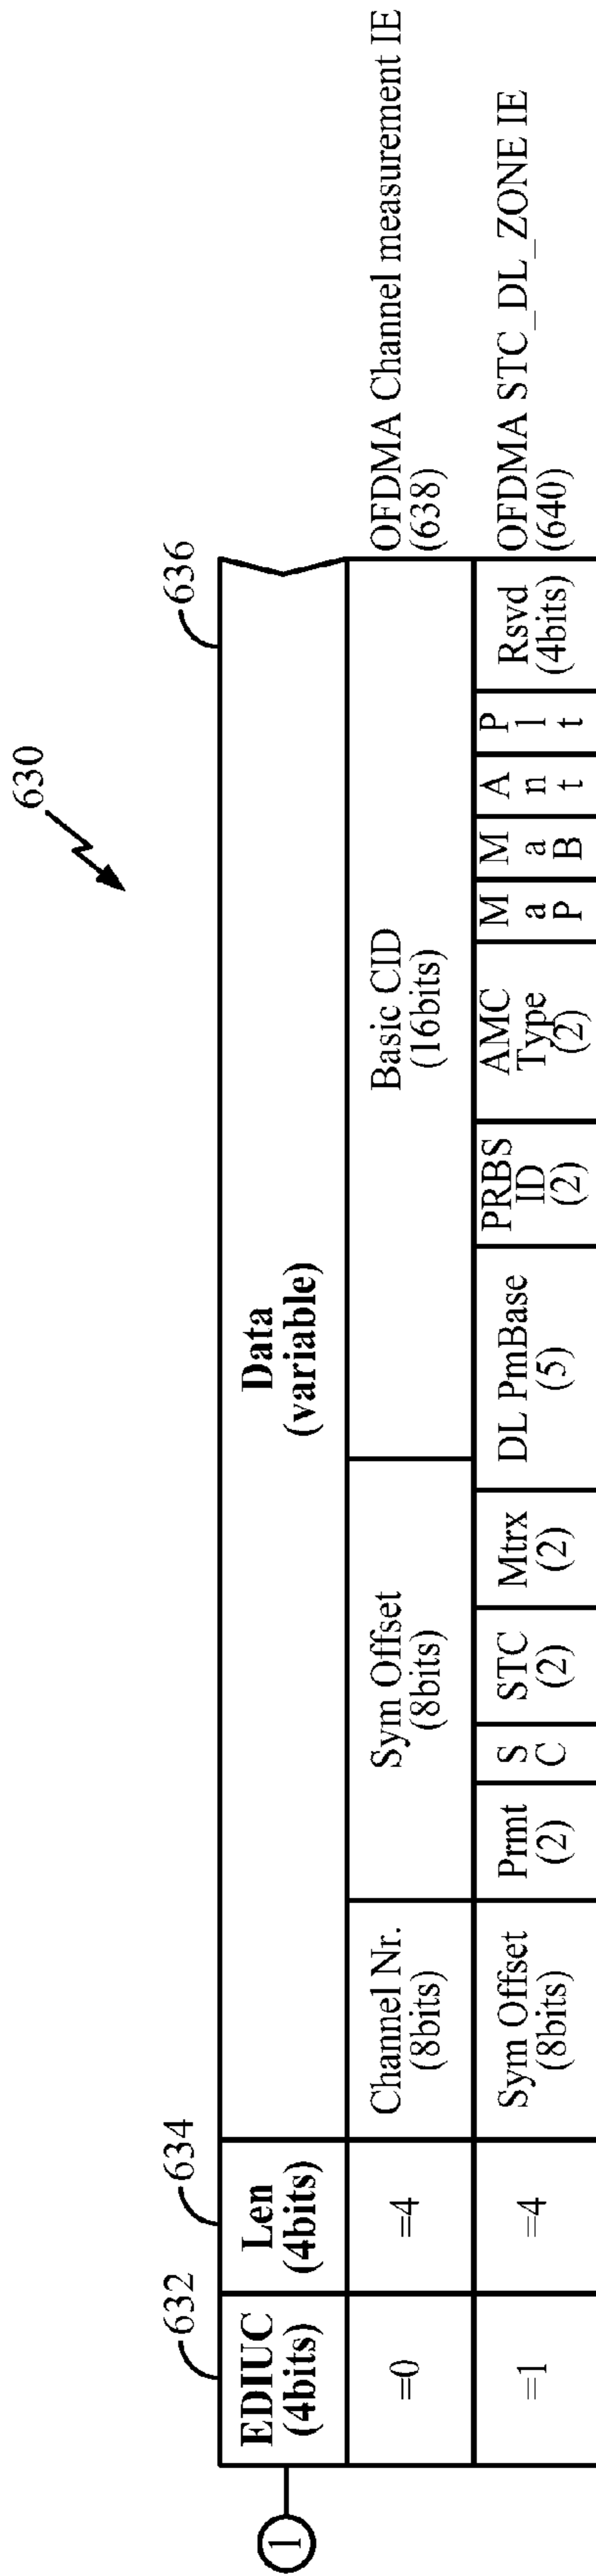 630
632
634
636
1
EDIUC
(4bits)
Len
(4bits)
Data
(variable)
=0
=4
Channel Nr.
(8bits)
Sym Offset
(8bits)
Basic CID
(16bits)
OFDMA Channel measurement IE
(638)
=1
=4
Sym Offset
(8bits)
Prmt
(2)
S
C
STC
(2)
Mtrx
(2)
DL PmBase
(5)
PRBS
ID
(2)
AMC
Type
(2)
M
a
P
M
a
B
A
n
t
P
l
t
Rsvd
(4bits)
OFDMA STC_DL_ZONE IE
(640)